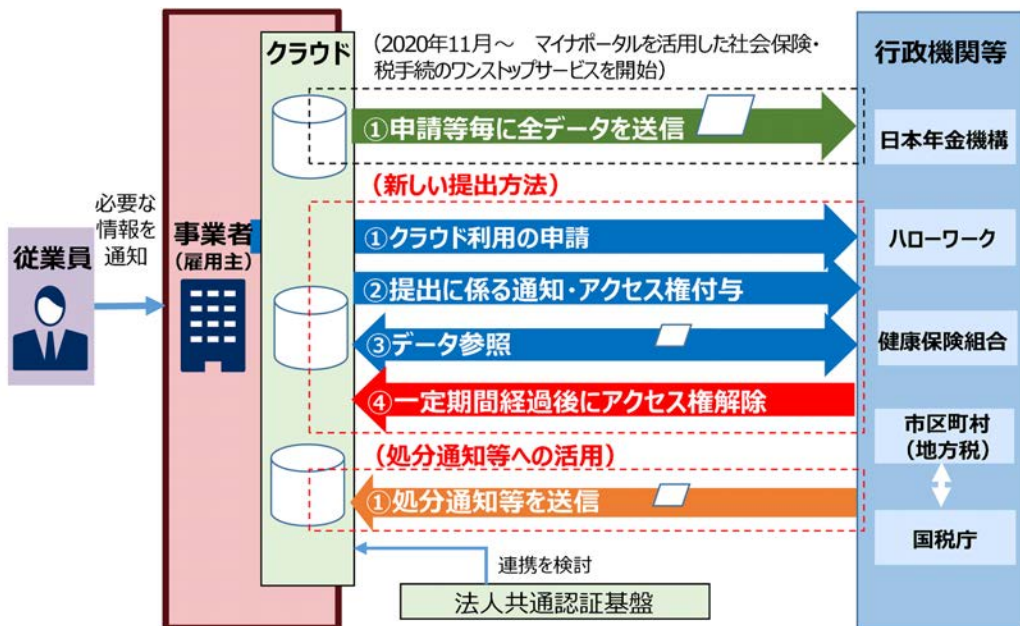 クラウド
(2020年11月～　マイナポータルを活用した社会保険・
税手続のワンストップサービスを開始)
行政機関等
①申請等毎に全データを送信
日本年金機構
(新しい提出方法)
必要な
情報を
通知
従業員
事業者
(雇用主)
①クラウド利用の申請
ハローワーク
②提出に係る通知・アクセス権付与
③データ参照
健康保険組合
④一定期間経過後にアクセス権解除
市区町村
(地方税)
(処分通知等への活用)
①処分通知等を送信
国税庁
連携を検討
法人共通認証基盤